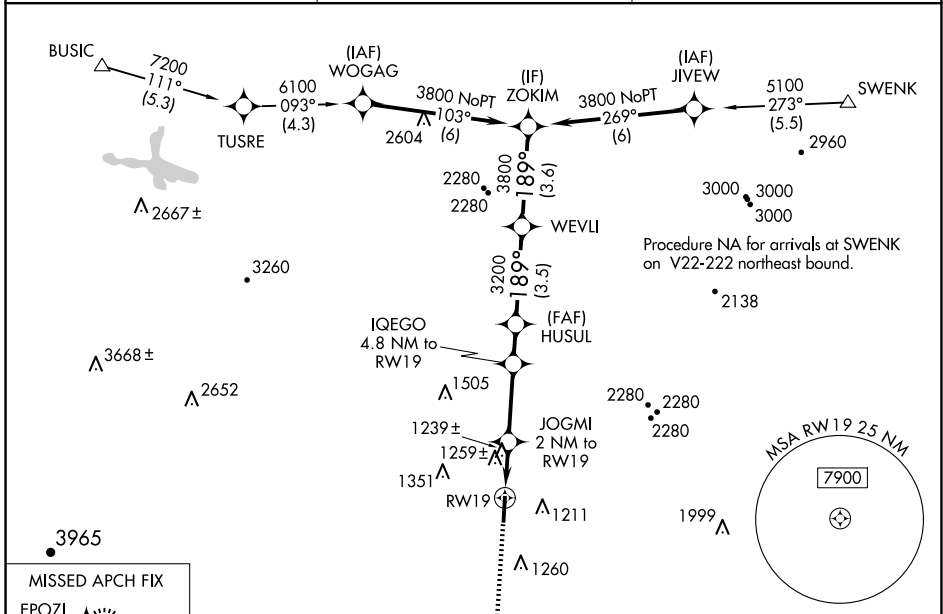 BUSIC
7200
111°
(5.3)
TUSRE
6100
093°
(4.3)
(IAF)
WOGAG
3800 NoPT
103°
(6)
2604
(IF)
ZOKIM
3800 NoPT
269°
(6)
(IAF)
JIVEW
5100
273°
(5.5)
SWENK
2960
3000
3000
3000
2280
2280
3800
189°
(3.6)
WEVLI
2667 ±
Procedure NA for arrivals at SWENK
on V22-222 northeast bound.
3260
2138
3200
189°
(3.5)
(FAF)
HUSUL
IQEGO
4.8 NM to
RW19
3668 ±
2652
1505
2280
2280
2280
1239 ±
1259 ±
JOGMI
2 NM to
RW19
1351
RW19
1211
1999
1260
MSA RW 19 25 NM
7900
3965
MISSED APCH FIX